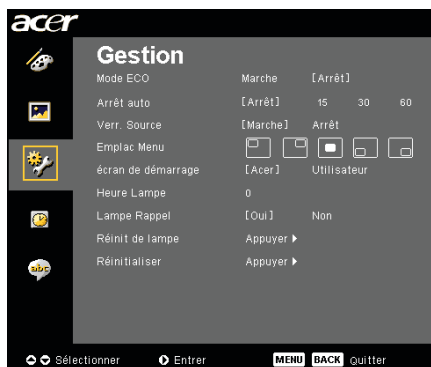 acer
Gestion
Mode ECO Marche [Arrêt]
Arrêt auto [Arrêt] 15 30 60
Verr. Source [Marche] Arrêt
Emplac Menu
écran de démarrage [Acer] Utilisateur
Heure Lampe 0
Lampe Rappel [Oui] Non
Réinit de lampe Appuyer
Réinitialiser Appuyer
abc
Sélectionner Entrer MENU BACK Quitter